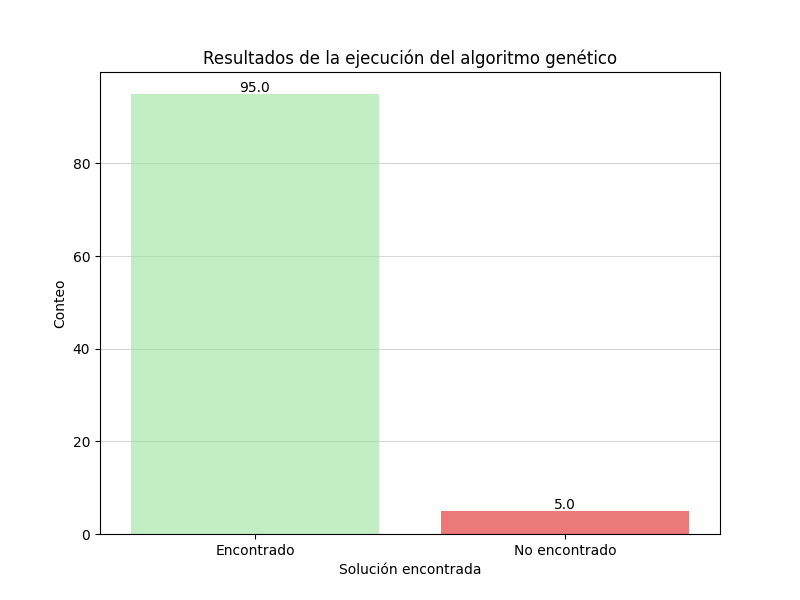 Resultados de la ejecución del algoritmo genético
95.0
80
60
40
20
0
Conteo
5.0
Encontrado
No encontrado
Solución encontrada